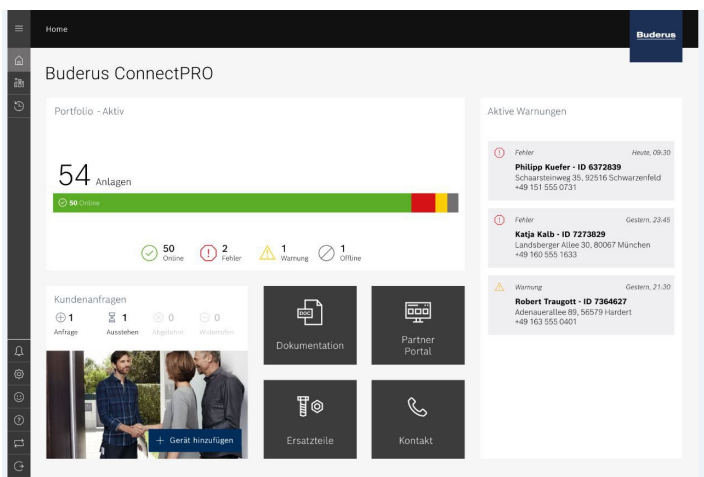 Home
Buderus
Buderus ConnectPRO
Portfolio - Aktiv
54 Anlagen
50 Online
50 Online
2 Fehler
1 Warnung
1 Offline
Aktive Warnungen
Fehler Heute, 09:30
Philipp Kuefer - ID 6372839
Schaarsteinweg 35, 92516 Schwarzenfeld
+49 151 555 0731
Fehler Gestern, 23:45
Katja Kalb - ID 7273829
Landsberger Allee 30, 80067 München
+49 160 555 1633
Warnung Gestern, 21:30
Robert Traugott - ID 7364627
Adenauerallee 89, 56579 Hardert
+49 163 555 0401
Kundenanfragen
1 1 0 0
Anfrage Ausstehen Abgelehnt Widerrufen
+ Gerät hinzufügen
DOC
Dokumentation
Partner
Portal
Ersatzteile
Kontakt